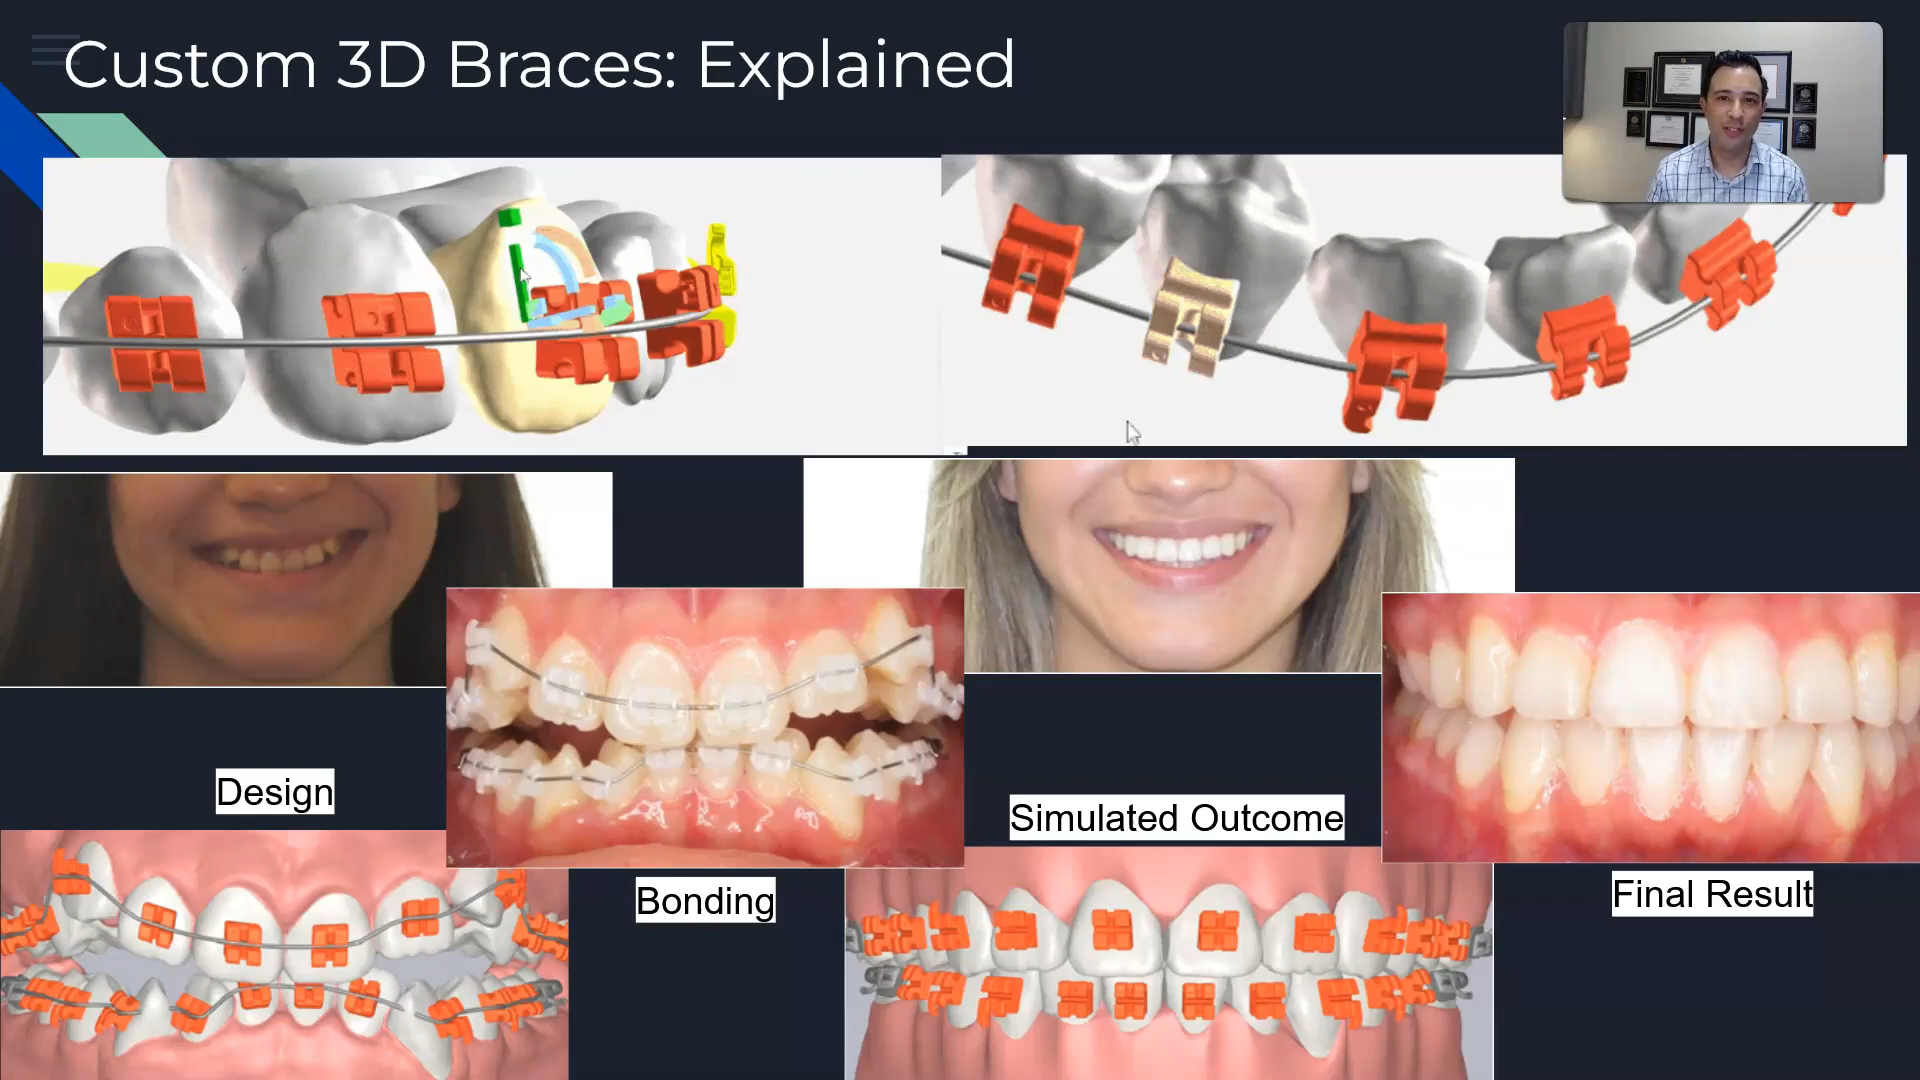 Custom 3D Braces: Explained
Design
Bonding
Simulated Outcome
Final Result